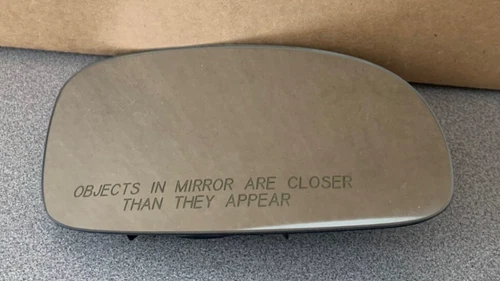 OBJECTS IN MIRROR ARE CLOSER
THAN THEY APPEAR